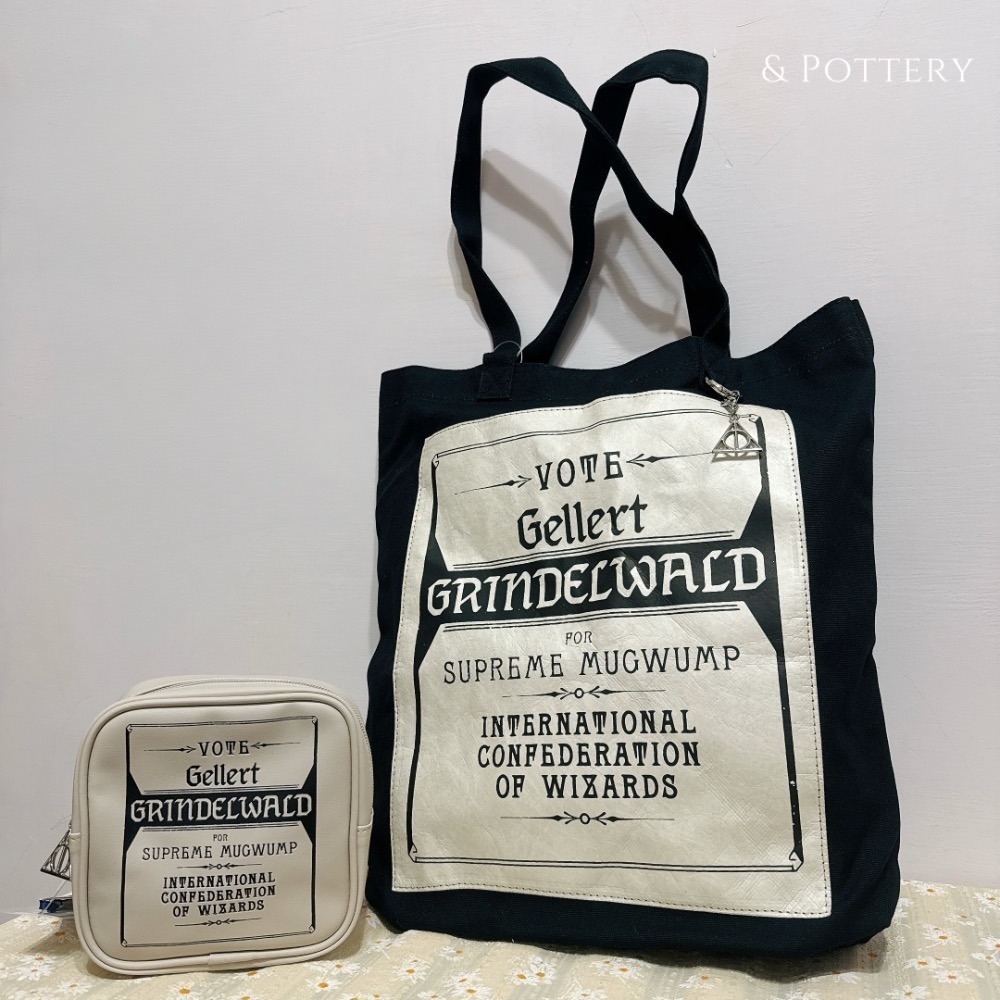 & POTTERY
VOTE
Gellert
GRINDELWALD
FOR
SUPREME MUGWUMP
INTERNATIONAL
CONFEDERATION
OF WIZARDS
VOTE
Gellert
GRINDELWALD
FOR
SUPREME MUGWUMP
INTERNATIONAL
CONFEDERATION
OF WIZARDS